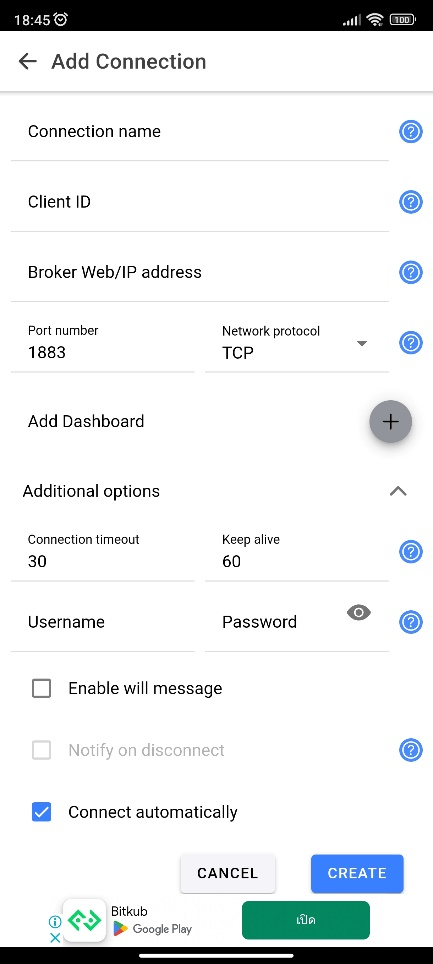 18:45
100
Add Connection
Connection name
Client ID
Broker Web/IP address
Port number
1883
Network protocol
TCP
Add Dashboard
Additional options
Connection timeout
30
Keep alive
60
Username
Password
Enable will message
Notify on disconnect
Connect automatically
CANCEL
CREATE
Bitkub
Google Play
เปิด